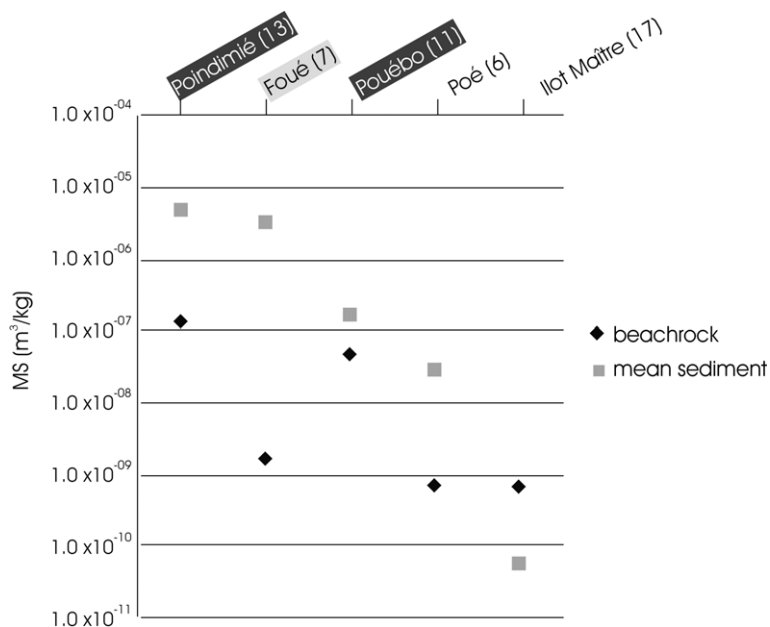 Poindimié (13)
Foué (7)
Pouébo (11)
Poé (6)
Ilot Maître (17)
1.0 x10-04
1.0 x10-05
1.0 x10-06
1.0 x10-07
1.0 x10-08
1.0 x10-09
1.0 x10-10
1.0 x10-11
MS (m³/kg)
beachrock
mean sediment